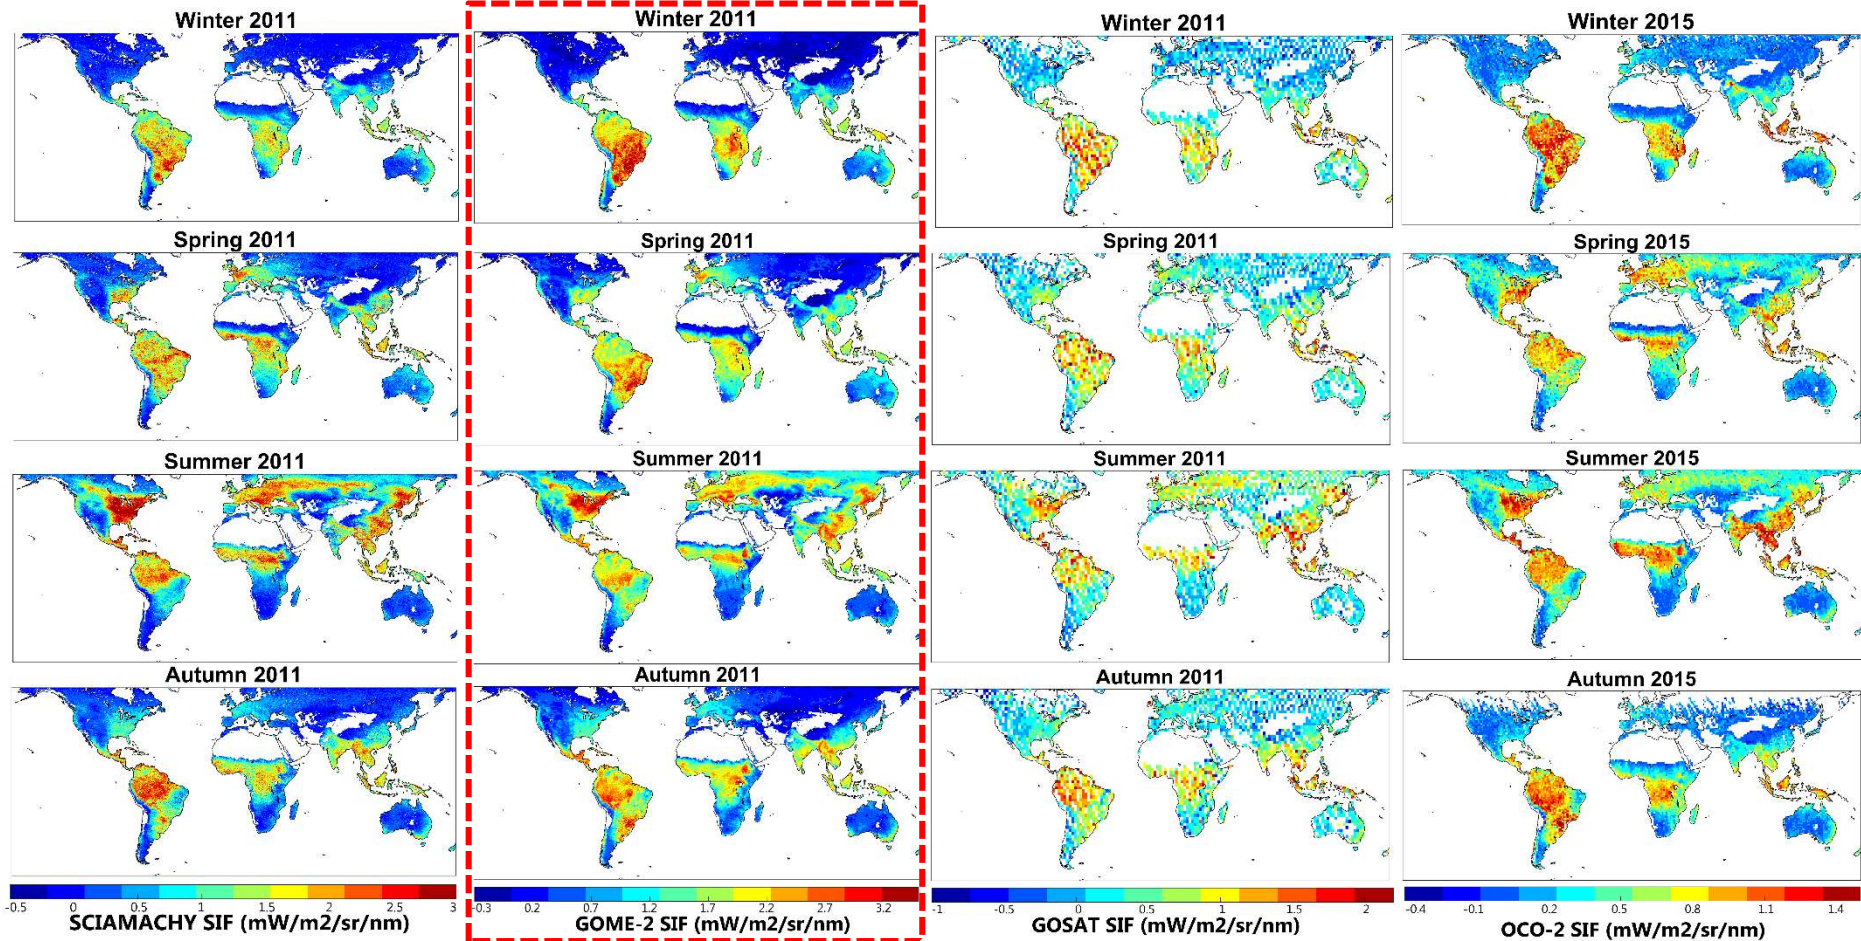 Winter 2011
Winter 2011
Winter 2011
Winter 2015
Spring 2011
Spring 2011
Spring 2011
Spring 2015
Summer 2011
Summer 2011
Summer 2011
Summer 2015
Autumn 2011
Autumn 2011
Autumn 2011
Autumn 2015
-0.5 0 0.5 1 1.5 2 2.5 3
SCIAMACHY SIF (mW/m2/sr/nm)
-0.3 0.2 0.7 1.2 1.7 2.2 2.7 3.2
GOME-2 SIF (mW/m2/sr/nm)
-1 -0.5 0 0.5 1 1.5 2
GOSAT SIF (mW/m2/sr/nm)
-0.4 -0.1 0.2 0.5 0.8 1.1 1.4
OCO-2 SIF (mW/m2/sr/nm)